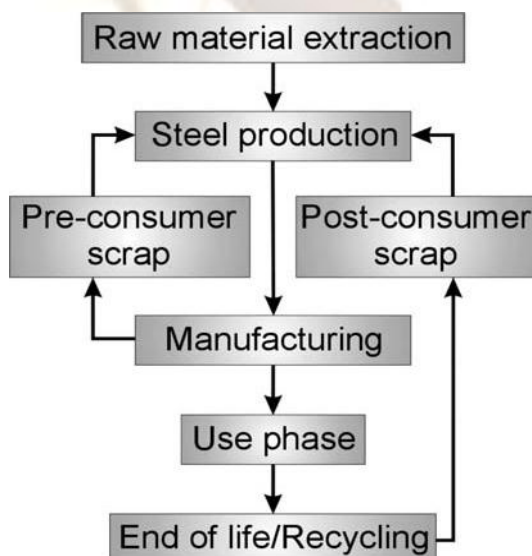 Raw material extraction
Steel production
Pre-consumer
scrap
Post-consumer
scrap
Manufacturing
Use phase
End of life/Recycling